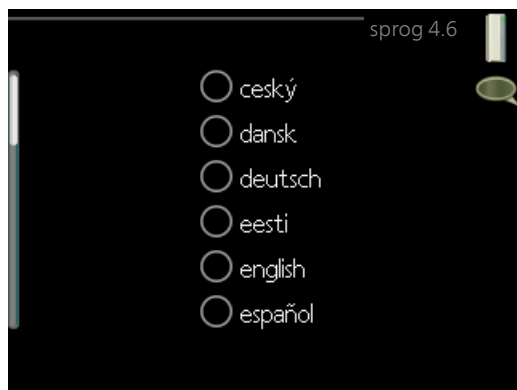 sprog 4.6
ceský
dansk
deutsch
eesti
english
español